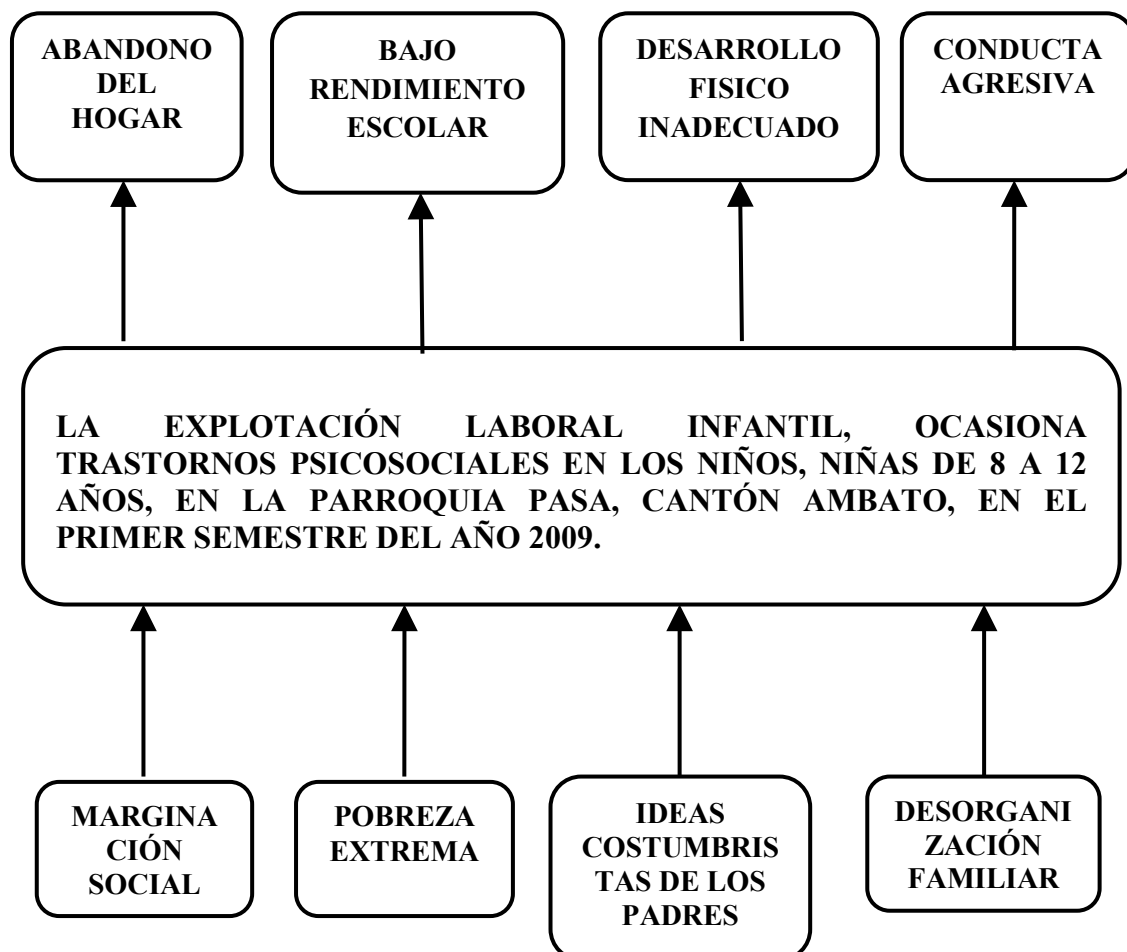 ABANDONO
DEL
HOGAR
BAJO
RENDIMIENTO
ESCOLAR
DESARROLLO
FISICO
INADECUADO
CONDUCTA
AGRESIVA
LA EXPLOTACIÓN LABORAL INFANTIL, OCASIONA
TRASTORNOS PSICOSOCIALES EN LOS NIÑOS, NIÑAS DE 8 A 12
AÑOS, EN LA PARROQUIA PASA, CANTÓN AMBATO, EN EL
PRIMER SEMESTRE DEL AÑO 2009.
MARGINA
CIÓN
SOCIAL
POBREZA
EXTREMA
IDEAS
COSTUMBRIS
TAS DE LOS
PADRES
DESORGANI
ZACIÓN
FAMILIAR